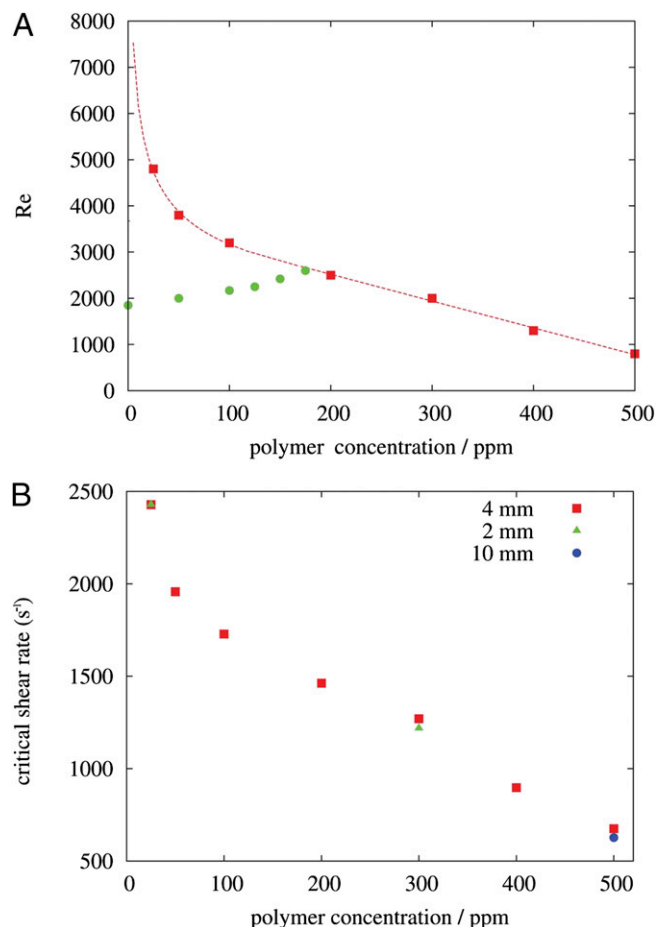 A
8000
7000
6000
5000
4000
3000
2000
1000
0
Re
0 100 200 300 400 500
polymer concentration / ppm
B
2500
2000
1500
1000
500
critical shear rate (s⁻¹)
4 mm
2 mm
10 mm
0 100 200 300 400 500
polymer concentration / ppm